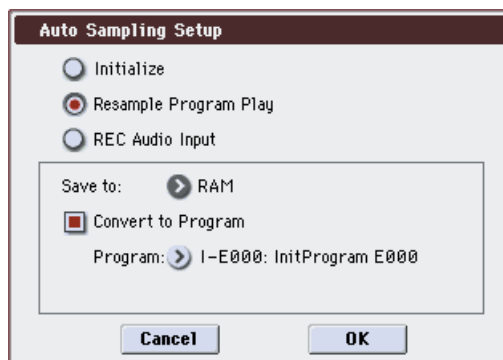 Auto Sampling Setup
Initialize
Resample Program Play
REC Audio Input
Save to: RAM
Convert to Program
Program: I-E000: InitProgram E000
Cancel OK